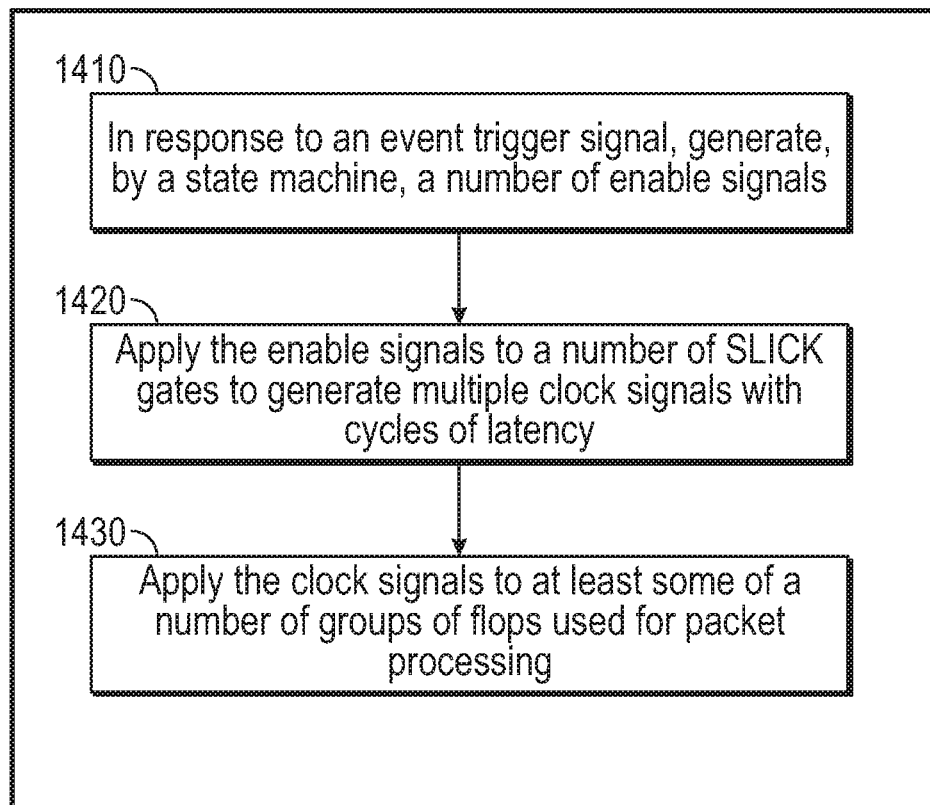 1410
In response to an event trigger signal, generate,
by a state machine, a number of enable signals
1420
Apply the enable signals to a number of SLICK
gates to generate multiple clock signals with
cycles of latency
1430
Apply the clock signals to at least some of a
number of groups of flops used for packet
processing